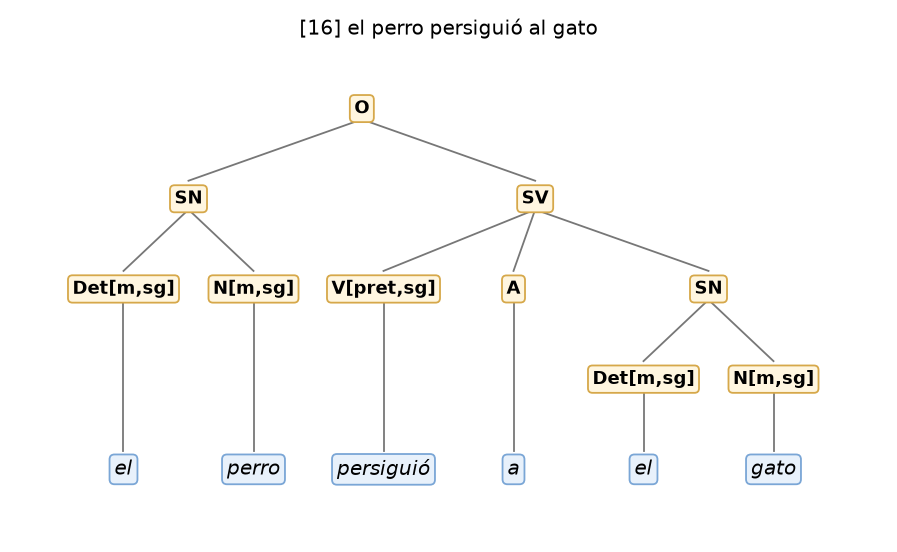 [16] el perro persiguió al gato
O
SN SV
Det[m,sg] N[m,sg] V[pret,sg] A SN
Det[m,sg] N[m,sg]
el perro persiguió a el gato